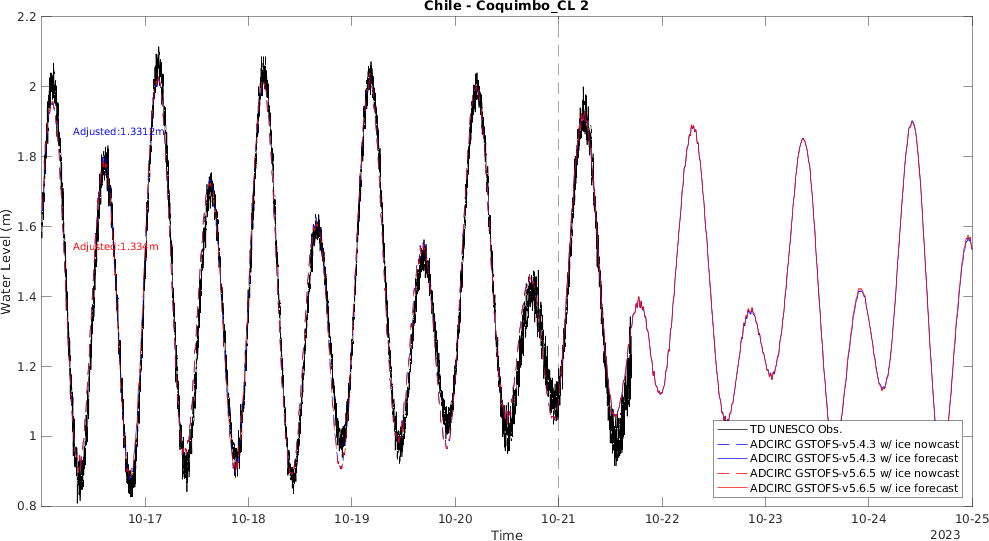 Chile - Coquimbo_CL 2
Water Level (m)
2.2
2
1.8
1.6
1.4
1.2
1
0.8
Adjusted:1.3312m
Adjusted:1.334m
TD UNESCO Obs.
ADCIRC GSTOFS-v5.4.3 w/ ice nowcast
ADCIRC GSTOFS-v5.4.3 w/ ice forecast
ADCIRC GSTOFS-v5.6.5 w/ ice nowcast
ADCIRC GSTOFS-v5.6.5 w/ ice forecast
10-17 10-18 10-19 10-20 10-21 10-22 10-23 10-24 10-25
Time
2023